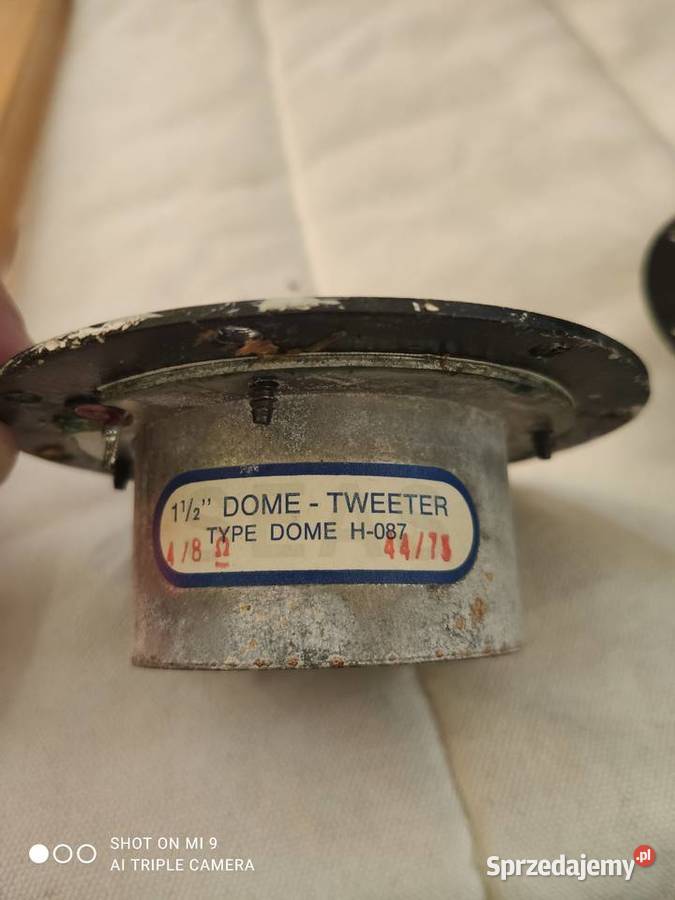 1½" DOME - TWEETER
TYPE DOME H-087
4/8 Ω 44/78
SHOT ON MI 9
AI TRIPLE CAMERA
Sprzedajemy.pl